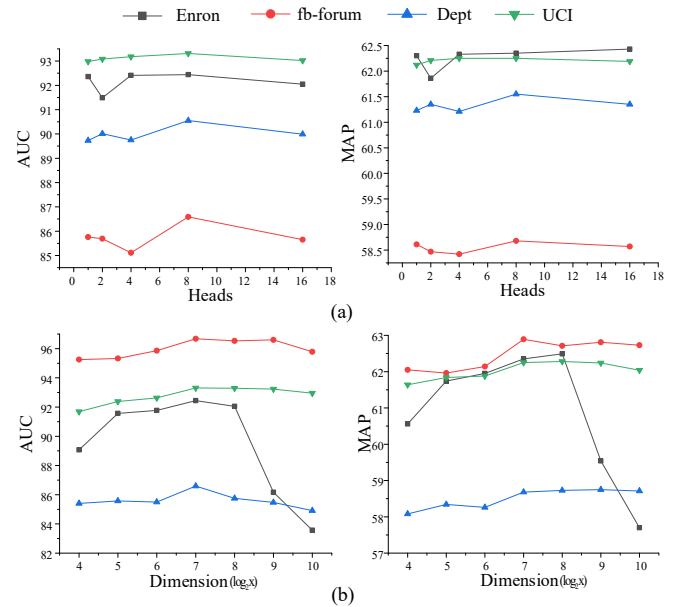 (a)
Enron
fb-forum
Dept
UCI
93
92
91
90
89
88
87
86
85
AUC
0 2 4 6 8 10 12 14 16 18
Heads
62.5
62.0
61.5
61.0
60.5
60.0
59.5
59.0
58.5
MAP
0 2 4 6 8 10 12 14 16 18
Heads
(a)
96
94
92
90
88
86
84
82
AUC
4 5 6 7 8 9 10
Dimension(log₂x)
63
62
61
60
59
58
57
MAP
4 5 6 7 8 9 10
Dimension(log₂x)
(b)